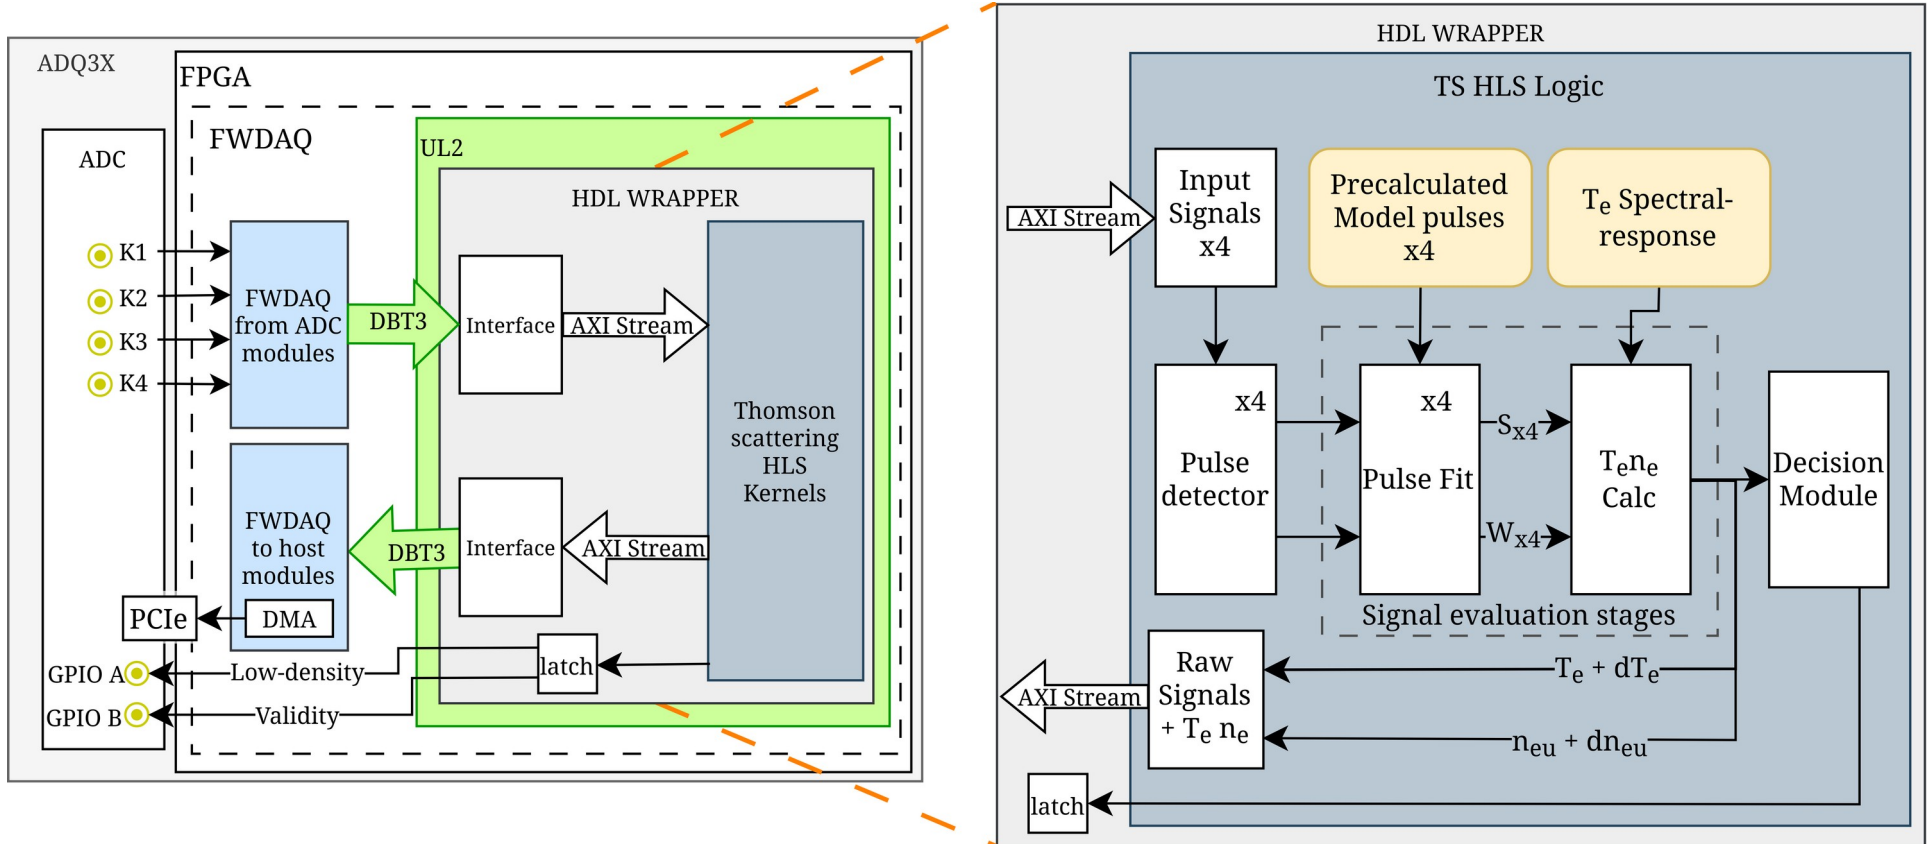 ADQ3X
FPGA
FWDAQ
ADC
K1
K2
K3
K4
FWDAQ
from ADC
modules
DBT3
UL2
HDL WRAPPER
Interface
AXI Stream
Thomson
scattering
HLS
Kernels
FWDAQ
to host
modules
DMA
PCIe
DBT3
Interface
AXI Stream
latch
GPIO A
Low-density
GPIO B
Validity
HDL WRAPPER
TS HLS Logic
AXI Stream
Input
Signals
x4
Precalculated
Model pulses
x4
Te Spectral-
response
x4
Pulse
detector
x4
Pulse Fit
Sx4
Wx4
Tene
Calc
Decision
Module
Signal evaluation stages
Raw
Signals
+ Te ne
AXI Stream
Te + dTe
neu + dneu
latch